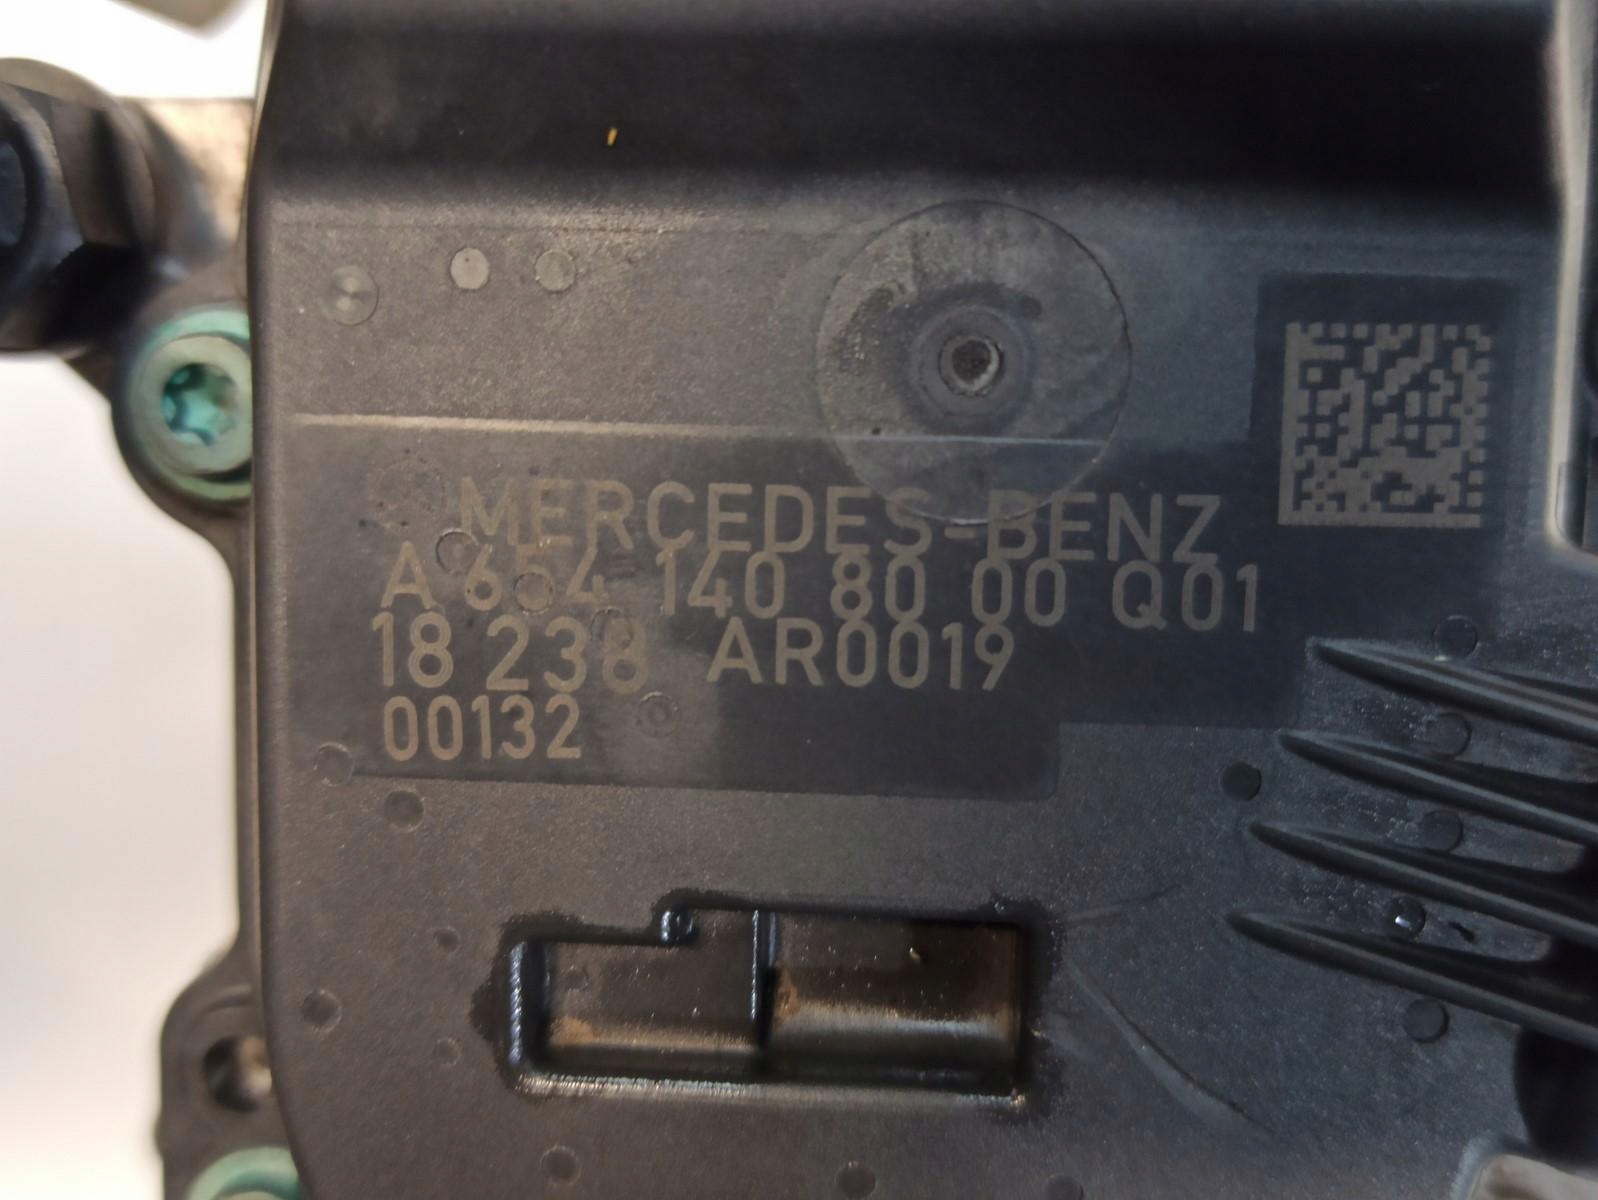 MERCEDES-BENZ
A 654 140 80 00 Q01
18 238 AR0019
00132